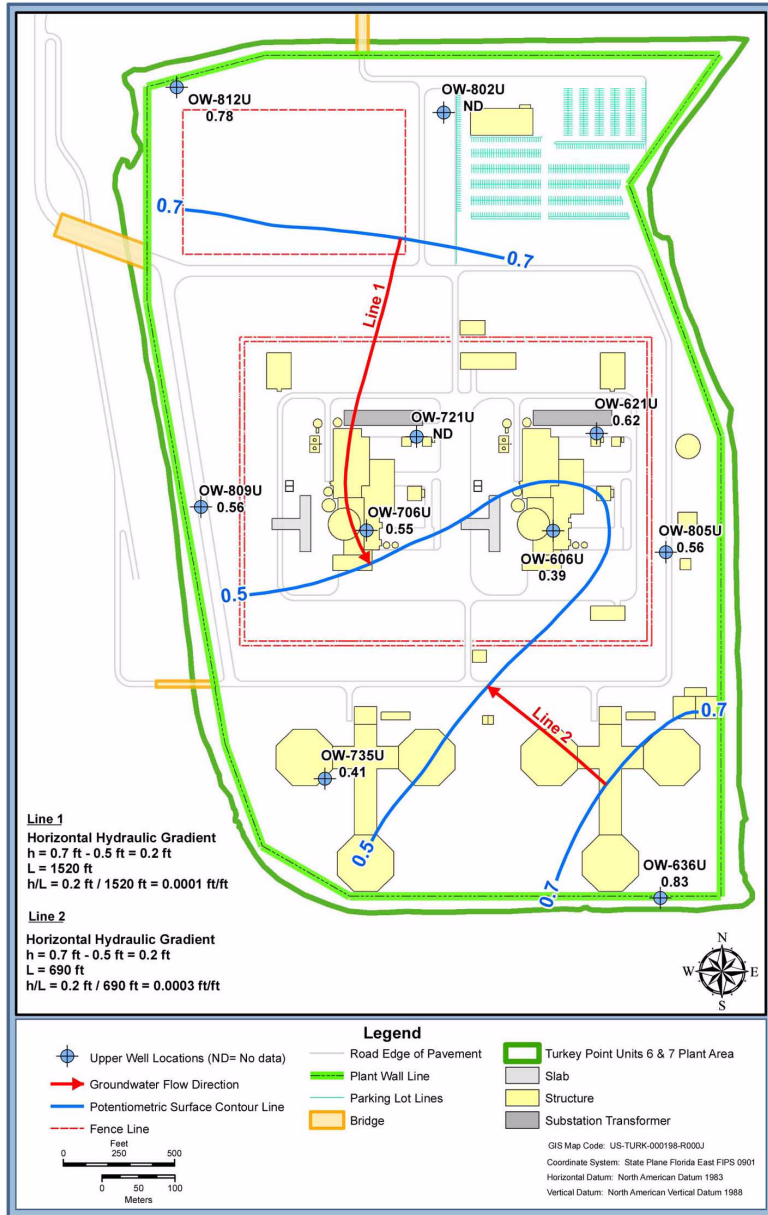 OW-812U
0.78
OW-802U
ND
0.7
0.7
Line 1
OW-721U
ND
OW-621U
0.62
OW-809U
0.56
OW-706U
0.55
OW-606U
0.39
OW-805U
0.56
0.5
Line 2
0.7
OW-735U
0.41
0.5
0.7
OW-636U
0.83
Line 1
Horizontal Hydraulic Gradient
h = 0.7 ft - 0.5 ft = 0.2 ft
L = 1520 ft
h/L = 0.2 ft / 1520 ft = 0.0001 ft/ft
Line 2
Horizontal Hydraulic Gradient
h = 0.7 ft - 0.5 ft = 0.2 ft
L = 690 ft
h/L = 0.2 ft / 690 ft = 0.0003 ft/ft
N
W E
S
Legend
Upper Well Locations (ND= No data)
Groundwater Flow Direction
Potentiometric Surface Contour Line
Fence Line
Feet
0 250 500
0 50 100
Meters
Road Edge of Pavement
Plant Wall Line
Parking Lot Lines
Bridge
Turkey Point Units 6 & 7 Plant Area
Slab
Structure
Substation Transformer
GIS Map Code: US-TURK-000198-R000J
Coordinate System: State Plane Florida East FIPS 0901
Horizontal Datum: North American Datum 1983
Vertical Datum: North American Vertical Datum 1988